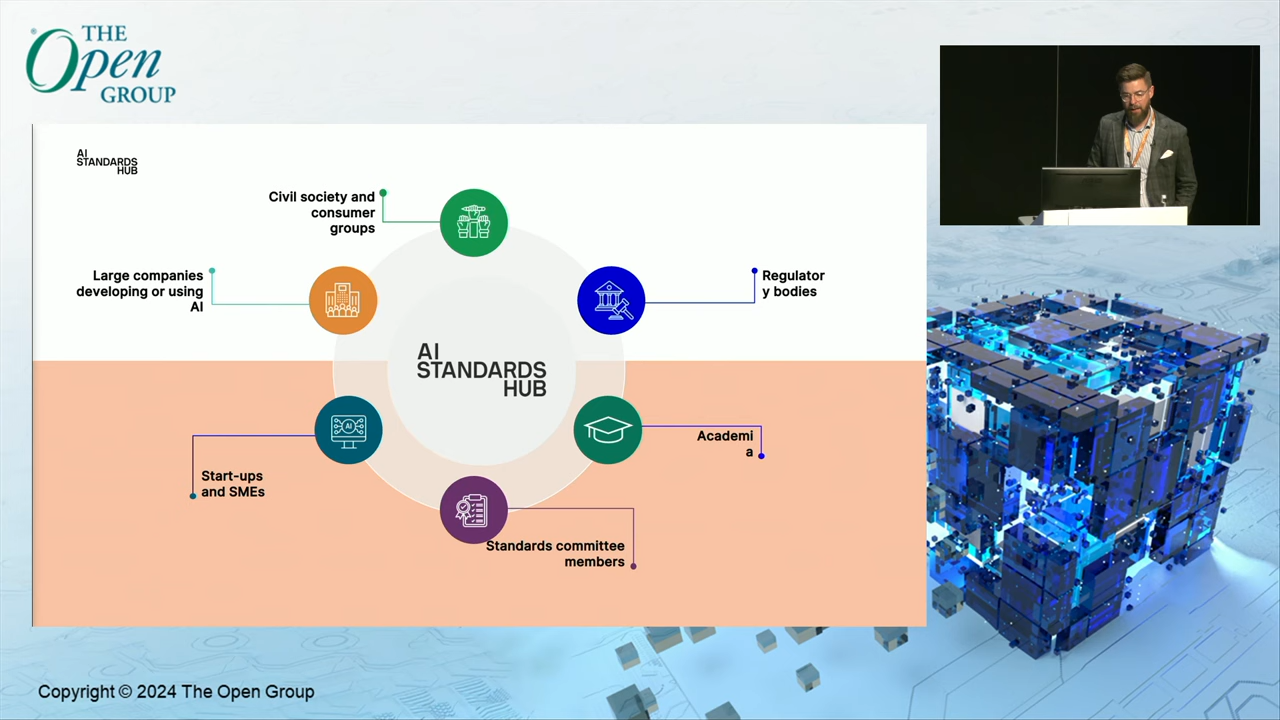 THE
Open
GROUP
AI
STANDARDS
HUB
Civil society and
consumer
groups
Large companies
developing or using
AI
Regulator
y bodies
AI
STANDARDS
HUB
AI
Academi
a
Start-ups
and SMEs
Standards committee
members
Copyright © 2024 The Open Group